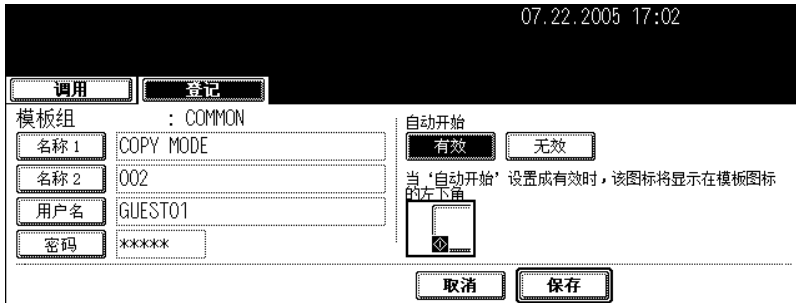 07.22.2005 17:02
调用 登记
模板组 : COMMON
名称 1 COPY MODE
名称 2 002
用户名 GUEST01
密码 *****
自动开始
有效 无效
当‘自动开始’设置成有效时，该图标将显示在模板图标
的左下角
取消 保存